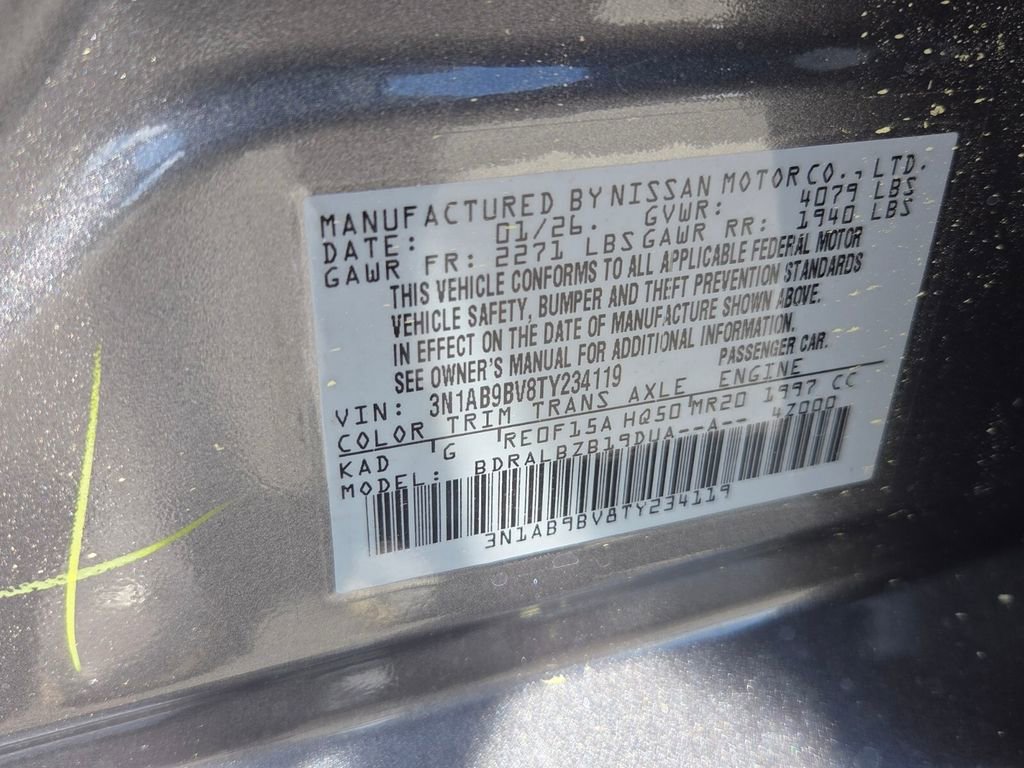 MANUFACTURED BY NISSAN MOTOR CO., LTD.
DATE: 01/26. GVWR: 4079 LBS
GAWR FR: 2271 LBS GAWR RR: 1940 LBS
THIS VEHICLE CONFORMS TO ALL APPLICABLE FEDERAL MOTOR
VEHICLE SAFETY, BUMPER AND THEFT PREVENTION STANDARDS
IN EFFECT ON THE DATE OF MANUFACTURE SHOWN ABOVE.
SEE OWNER'S MANUAL FOR ADDITIONAL INFORMATION.
VIN: 3N1AB9BV8TY234119 PASSENGER CAR.
COLOR TRIM TRANS AXLE ENGINE
KAD G RE0F15A HQ50 MR20 1997 CC
MODEL: BDRALBZB19DUA--A-- 47000
3N1AB9BV8TY234119